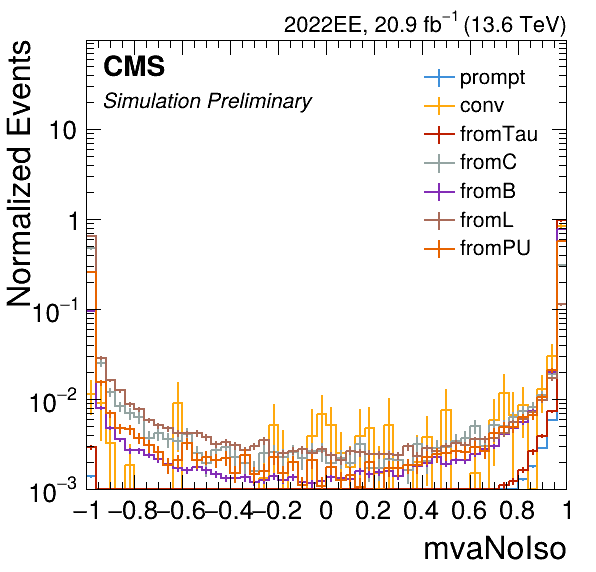 2022EE, 20.9 fb⁻¹ (13.6 TeV)
CMS
Simulation Preliminary
prompt
conv
fromTau
fromC
fromB
fromL
fromPU
Normalized Events
10
1
10⁻¹
10⁻²
10⁻³
−1 −0.8 −0.6 −0.4 −0.2 0 0.2 0.4 0.6 0.8 1
mvaNoIso